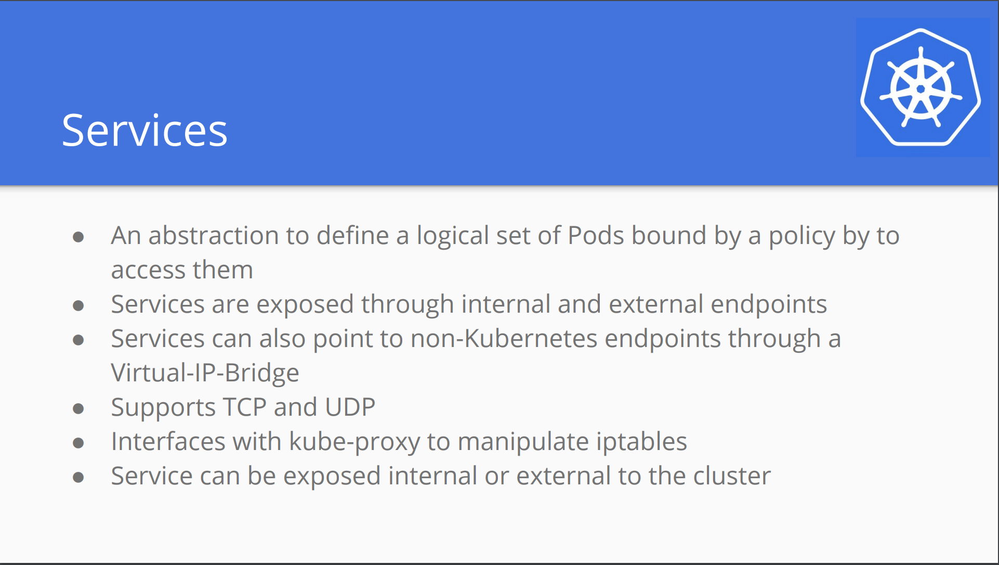 Services
● An abstraction to define a logical set of Pods bound by a policy by to
access them
● Services are exposed through internal and external endpoints
● Services can also point to non-Kubernetes endpoints through a
Virtual-IP-Bridge
● Supports TCP and UDP
● Interfaces with kube-proxy to manipulate iptables
● Service can be exposed internal or external to the cluster